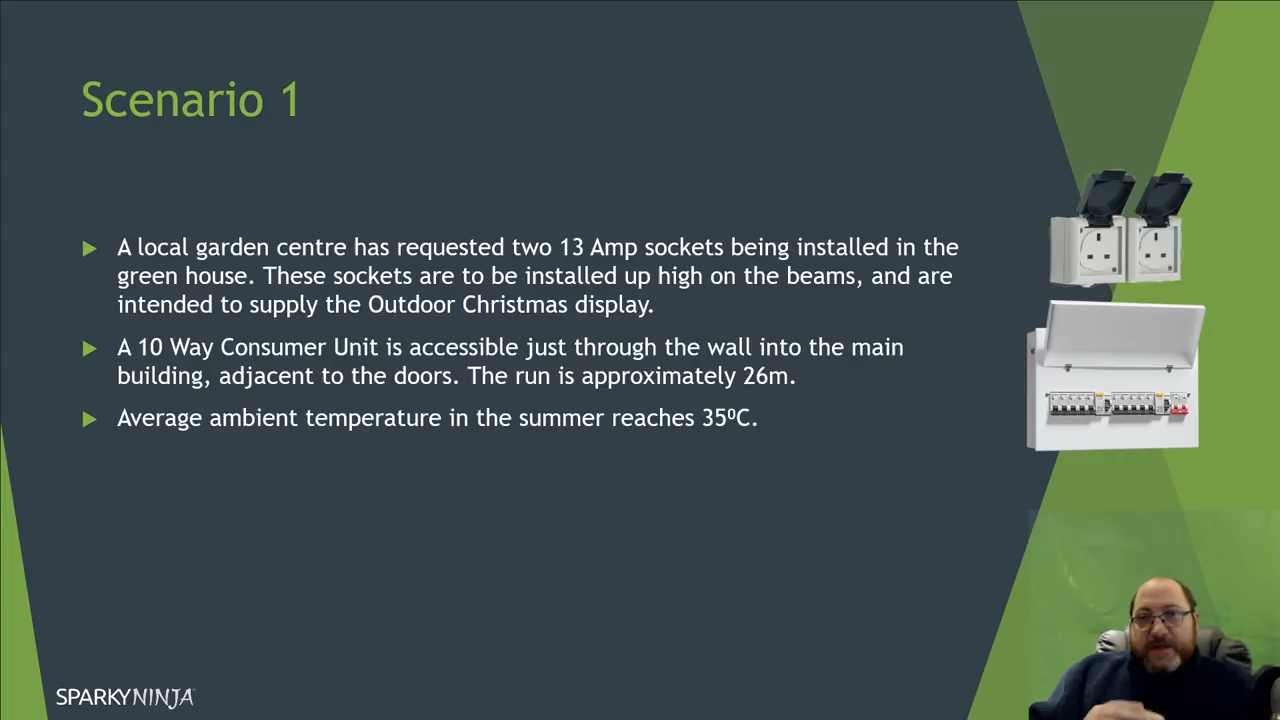 Scenario 1
A local garden centre has requested two 13 Amp sockets being installed in the
green house. These sockets are to be installed up high on the beams, and are
intended to supply the Outdoor Christmas display.
A 10 Way Consumer Unit is accessible just through the wall into the main
building, adjacent to the doors. The run is approximately 26m.
Average ambient temperature in the summer reaches 35⁰C.
SPARKYNINJA